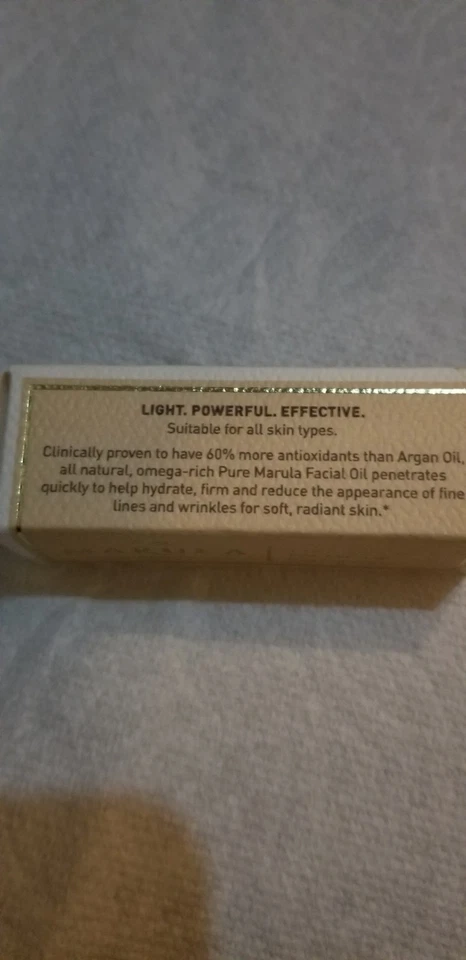 LIGHT. POWERFUL. EFFECTIVE.
Suitable for all skin types.
Clinically proven to have 60% more antioxidants than Argan Oil,
all natural, omega-rich Pure Marula Facial Oil penetrates
quickly to help hydrate, firm and reduce the appearance of fine
lines and wrinkles for soft, radiant skin.*